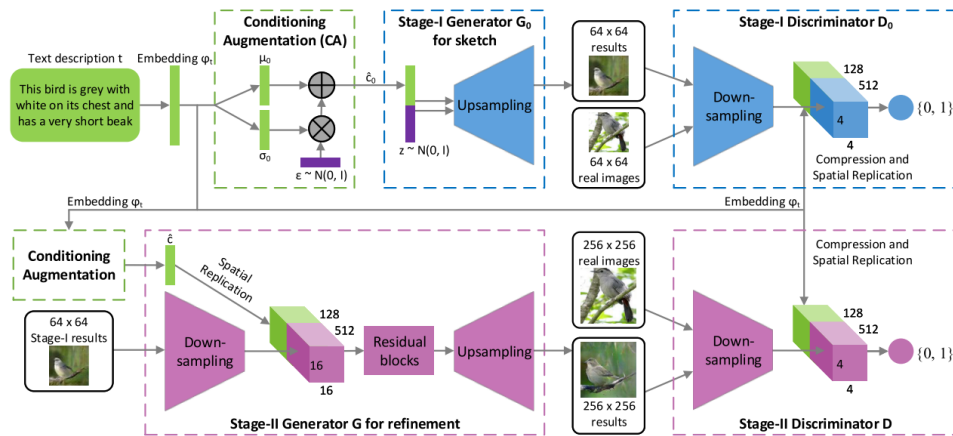 Conditioning
Augmentation (CA)
Stage-I Generator G₀
for sketch
Stage-I Discriminator D₀
Text description t
Embedding φₜ
This bird is grey with
white on its chest and
has a very short beak
μ₀
σ₀
ε ~ N(0, I)
ĉ₀
z ~ N(0, I)
Upsampling
64 x 64
results
64 x 64
real images
Down-
sampling
128
512
4
4
{0, 1}
Compression and
Spatial Replication
Embedding φₜ
Embedding φₜ
Compression and
Spatial Replication
Conditioning
Augmentation
ĉ
Spatial
Replication
64 x 64
Stage-I results
Down-
sampling
128
512
16
16
Residual
blocks
Upsampling
256 x 256
real images
256 x 256
results
Down-
sampling
128
512
4
4
{0, 1}
Stage-II Generator G for refinement
Stage-II Discriminator D